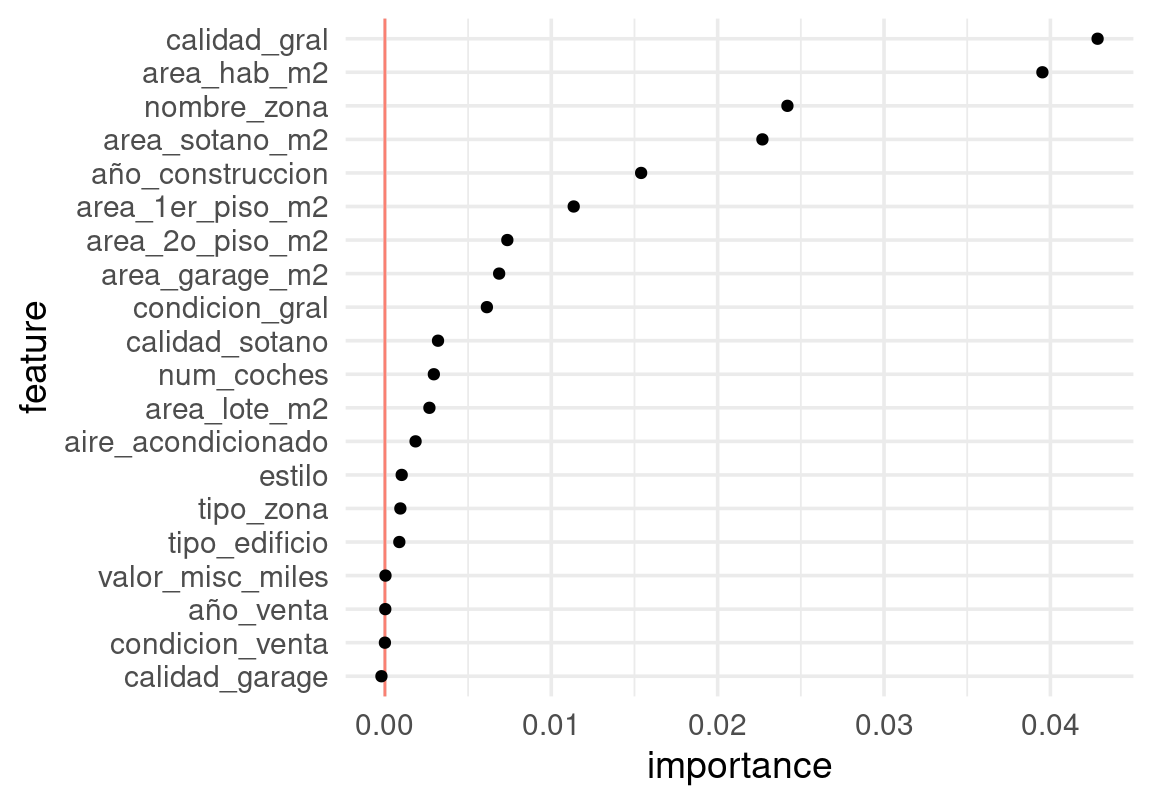 calidad_gral
area_hab_m2
nombre_zona
area_sotano_m2
año_construccion
area_1er_piso_m2
area_2o_piso_m2
area_garage_m2
condicion_gral
calidad_sotano
num_coches
area_lote_m2
aire_acondicionado
estilo
tipo_zona
tipo_edificio
valor_misc_miles
año_venta
condicion_venta
calidad_garage
feature
0.00 0.01 0.02 0.03 0.04
importance